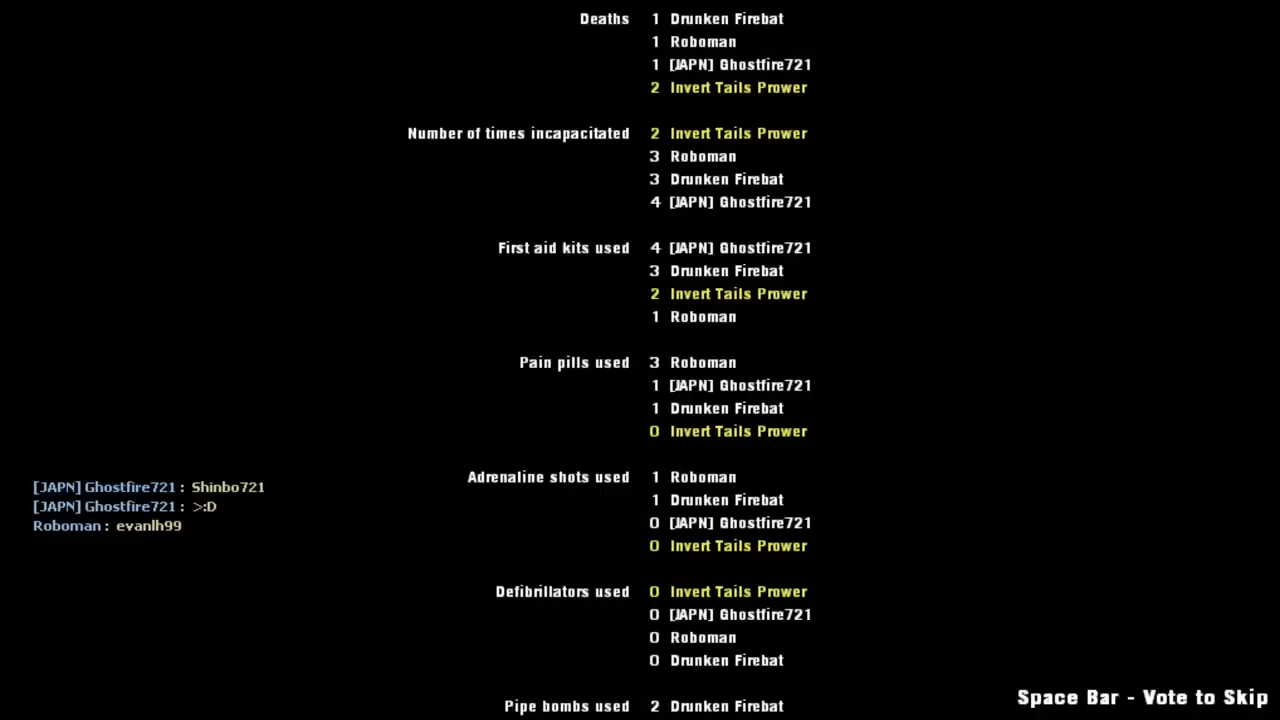 Deaths 1 Drunken Firebat
1 Roboman
1 [JAPN] Ghostfire721
2 Invert Tails Prower
Number of times incapacitated 2 Invert Tails Prower
3 Roboman
3 Drunken Firebat
4 [JAPN] Ghostfire721
First aid kits used 4 [JAPN] Ghostfire721
3 Drunken Firebat
2 Invert Tails Prower
1 Roboman
Pain pills used 3 Roboman
1 [JAPN] Ghostfire721
1 Drunken Firebat
0 Invert Tails Prower
Adrenaline shots used 1 Roboman
1 Drunken Firebat
0 [JAPN] Ghostfire721
0 Invert Tails Prower
Defibrillators used 0 Invert Tails Prower
0 [JAPN] Ghostfire721
0 Roboman
0 Drunken Firebat
Pipe bombs used 2 Drunken Firebat
[JAPN] Ghostfire721 : Shinbo721
[JAPN] Ghostfire721 : >:D
Roboman : evanlh99
Space Bar - Vote to Skip